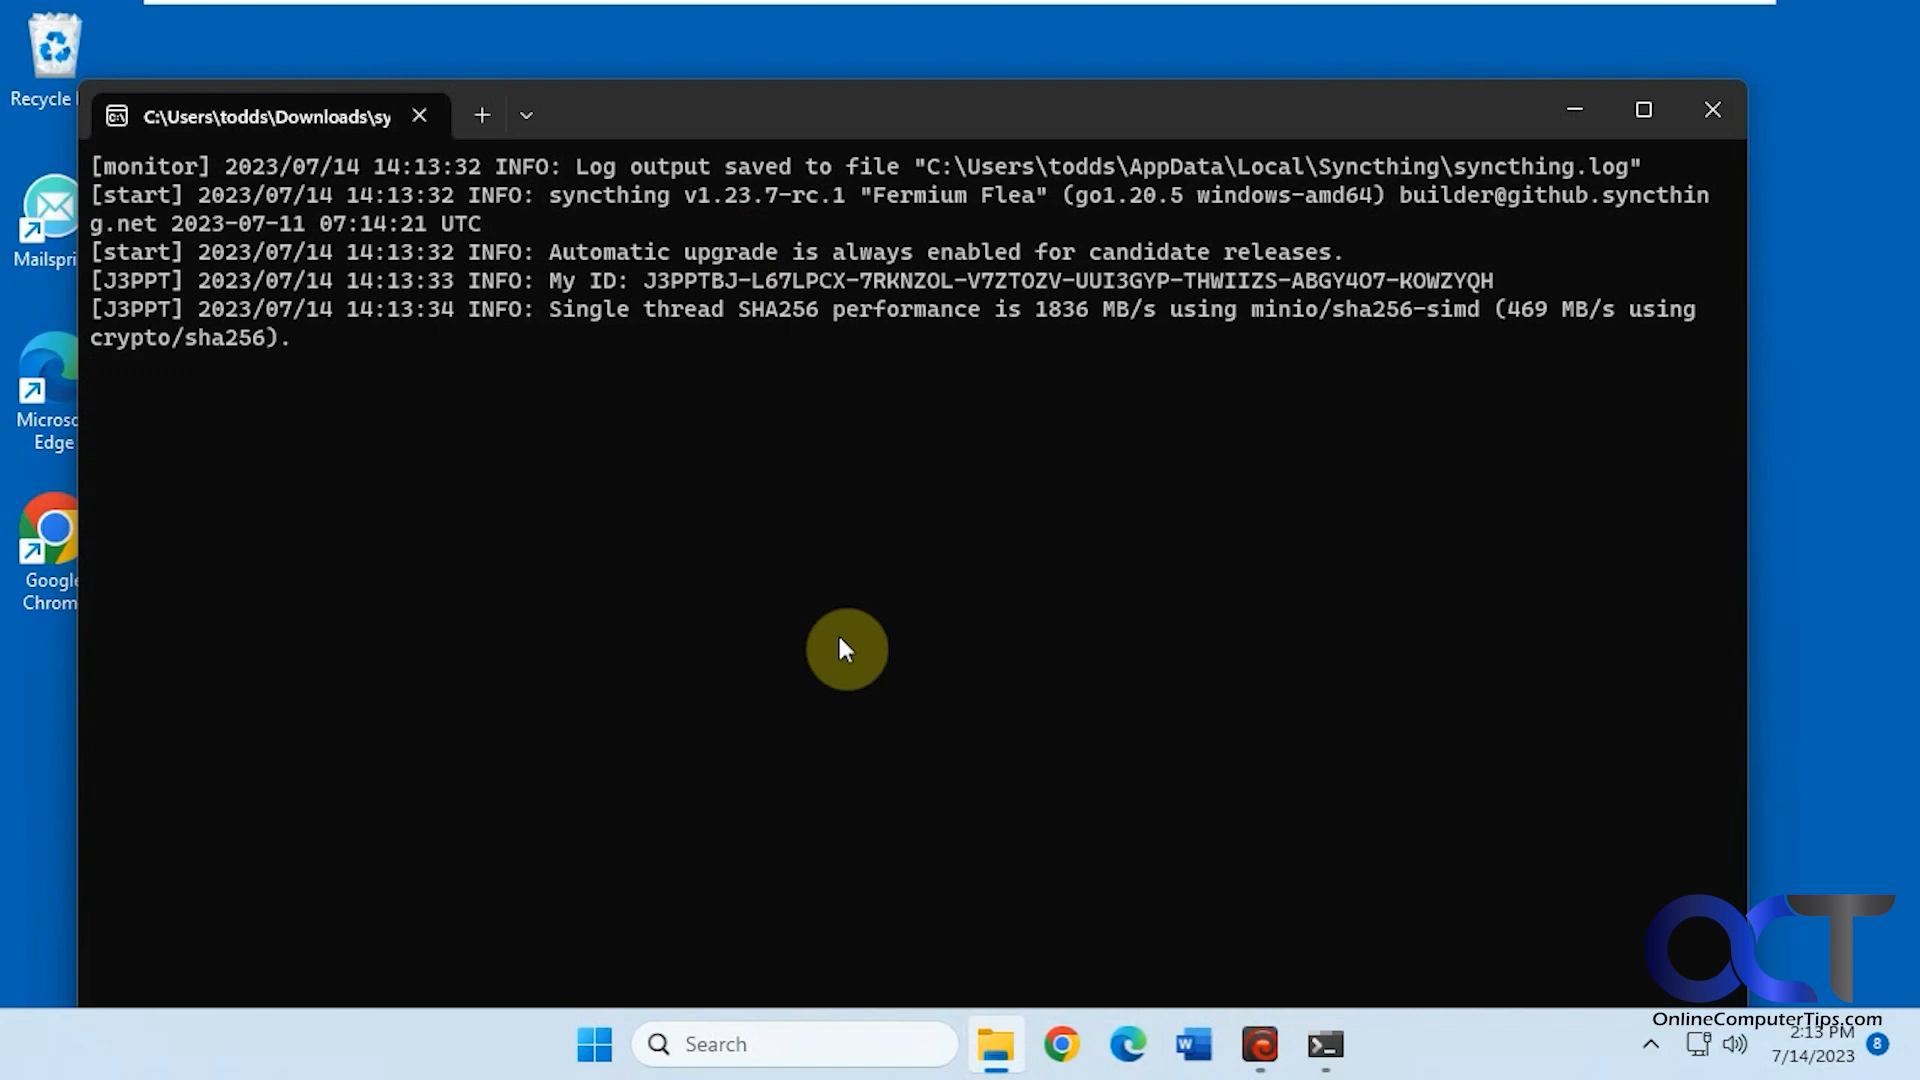 Recycle
C:\Users\todds\Downloads\sy
[monitor] 2023/07/14 14:13:32 INFO: Log output saved to file "C:\Users\todds\AppData\Local\Syncthing\syncthing.log"
[start] 2023/07/14 14:13:32 INFO: syncthing v1.23.7-rc.1 "Fermium Flea" (go1.20.5 windows-amd64) builder@github.syncthin
g.net 2023-07-11 07:14:21 UTC
[start] 2023/07/14 14:13:32 INFO: Automatic upgrade is always enabled for candidate releases.
[J3PPT] 2023/07/14 14:13:33 INFO: My ID: J3PPTBJ-L67LPCX-7RKNZOL-V7ZTOZV-UUI3GYP-THWIIZS-ABGY4O7-KOWZYQH
[J3PPT] 2023/07/14 14:13:34 INFO: Single thread SHA256 performance is 1836 MB/s using minio/sha256-simd (469 MB/s using
crypto/sha256).
Mailspri
Microso
Edge
Google
Chrom
OCT
OnlineComputerTips.com
Search
2:13 PM
7/14/2023
8